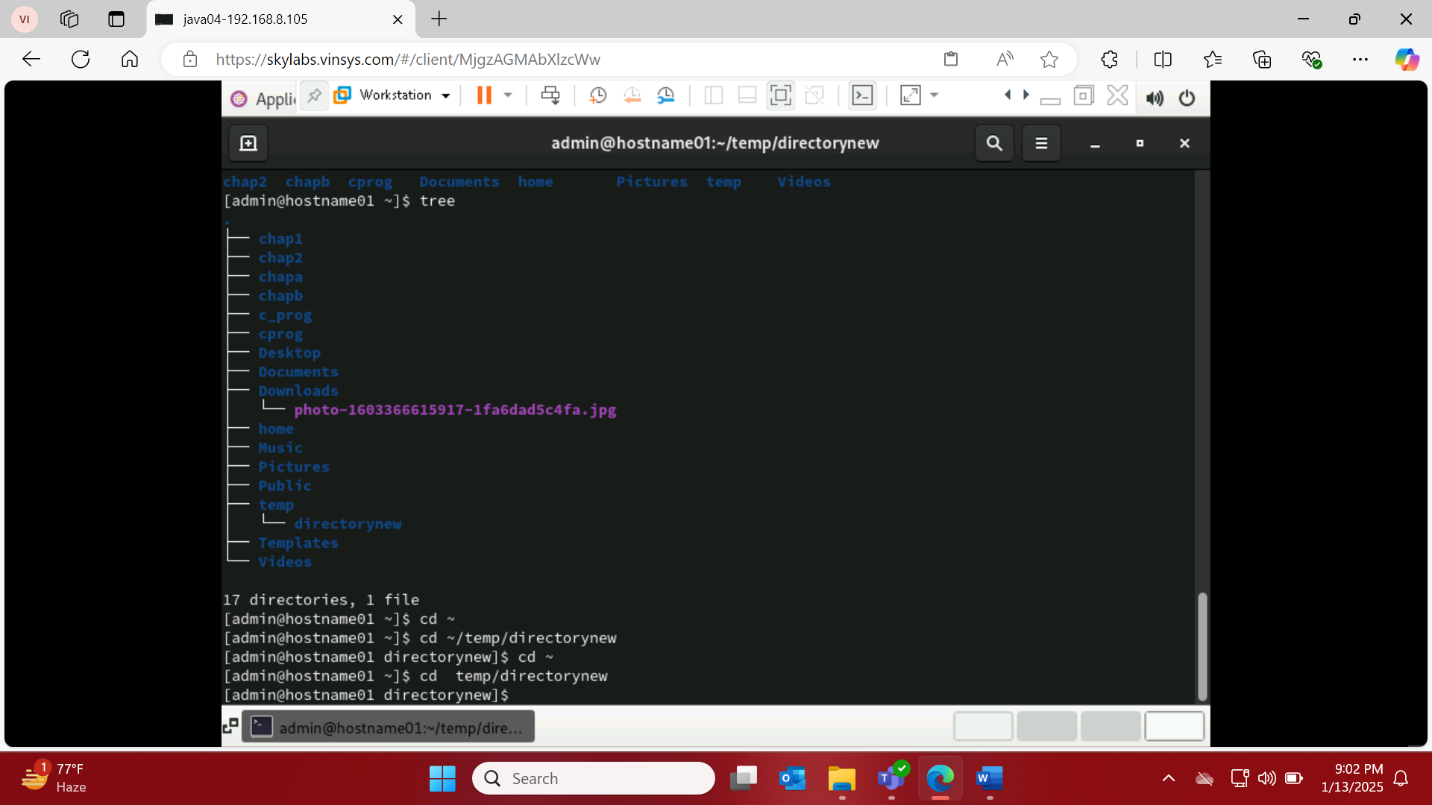 VI
java04-192.168.8.105
https://skylabs.vinsys.com/#/client/MjgzAGMAbXlzcWw
Appli
Workstation
admin@hostname01:~/temp/directorynew
chap2 chapb cprog Documents home Pictures temp Videos
[admin@hostname01 ~]$ tree
.
├── chap1
├── chap2
├── chapa
├── chapb
├── c_prog
├── cprog
├── Desktop
├── Documents
├── Downloads
│   └── photo-1603366615917-1fa6dad5c4fa.jpg
├── home
├── Music
├── Pictures
├── Public
├── temp
│   └── directorynew
├── Templates
└── Videos
17 directories, 1 file
[admin@hostname01 ~]$ cd ~
[admin@hostname01 ~]$ cd ~/temp/directorynew
[admin@hostname01 directorynew]$ cd ~
[admin@hostname01 ~]$ cd  temp/directorynew
[admin@hostname01 directorynew]$
admin@hostname01:~/temp/dire...
1
77°F
Haze
Search
9:02 PM
1/13/2025